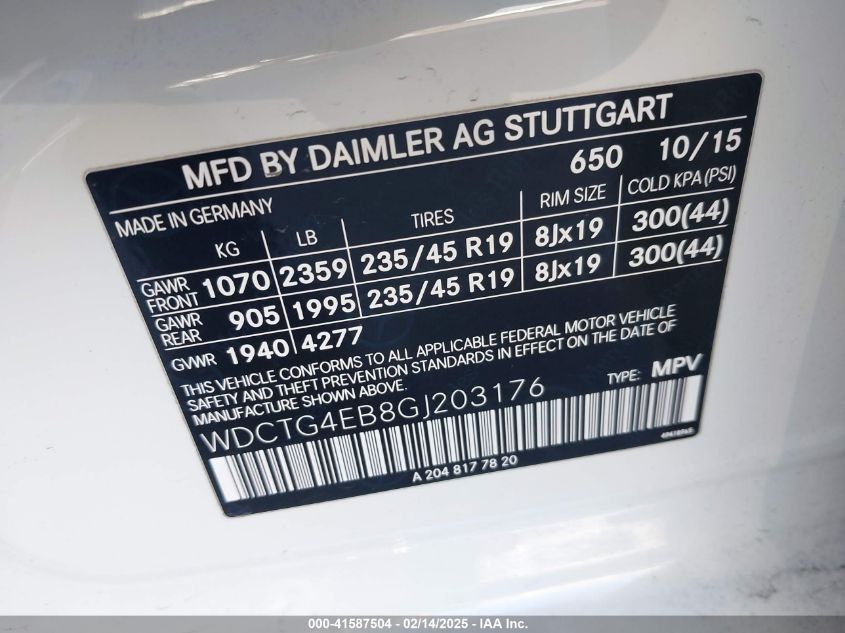 MFD BY DAIMLER AG STUTTGART
650 10/15
MADE IN GERMANY
KG LB TIRES RIM SIZE COLD KPA (PSI)
GAWR FRONT 1070 2359 235/45 R19 8Jx19 300(44)
GAWR REAR 905 1995 235/45 R19 8Jx19 300(44)
GVWR 1940 4277
THIS VEHICLE CONFORMS TO ALL APPLICABLE FEDERAL MOTOR VEHICLE
SAFETY AND THEFT PREVENTION STANDARDS IN EFFECT ON THE DATE OF
MANUFACTURE SHOWN ABOVE.
TYPE: MPV
WDCTG4EB8GJ203176
A 204 817 78 20
000-41587504 - 02/14/2025 - IAA Inc.